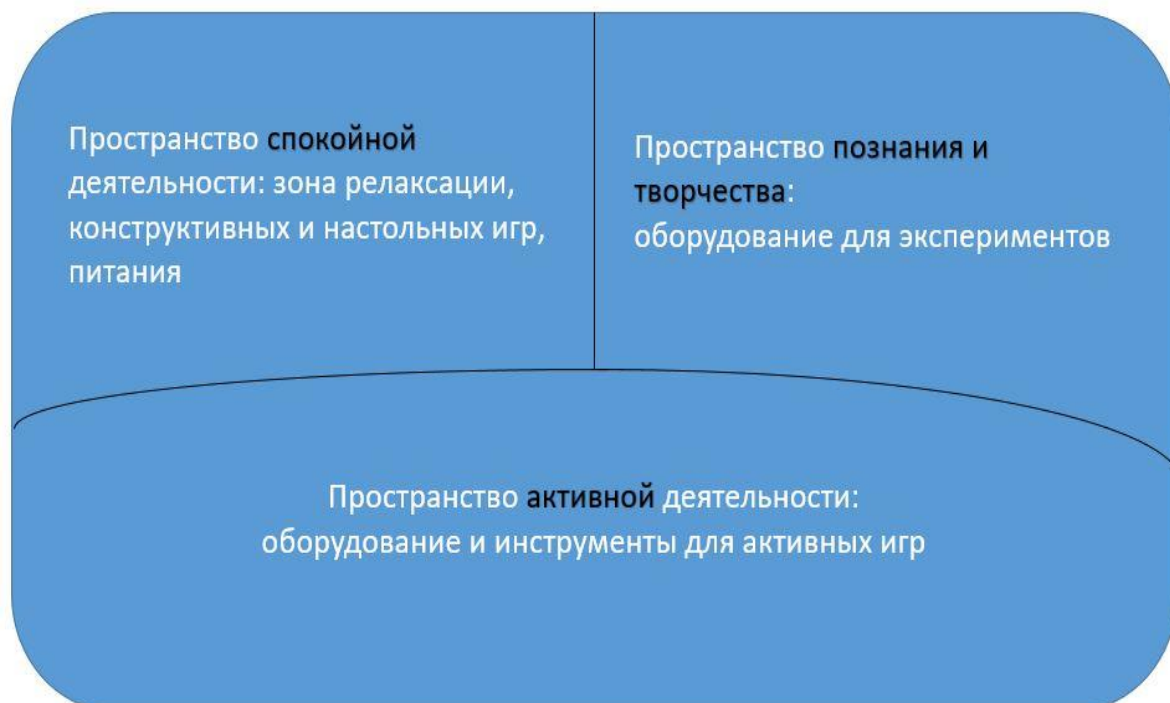 Пространство спокойной
деятельности: зона релаксации,
конструктивных и настольных игр,
питания
Пространство познания и
творчества:
оборудование для экспериментов
Пространство активной деятельности:
оборудование и инструменты для активных игр